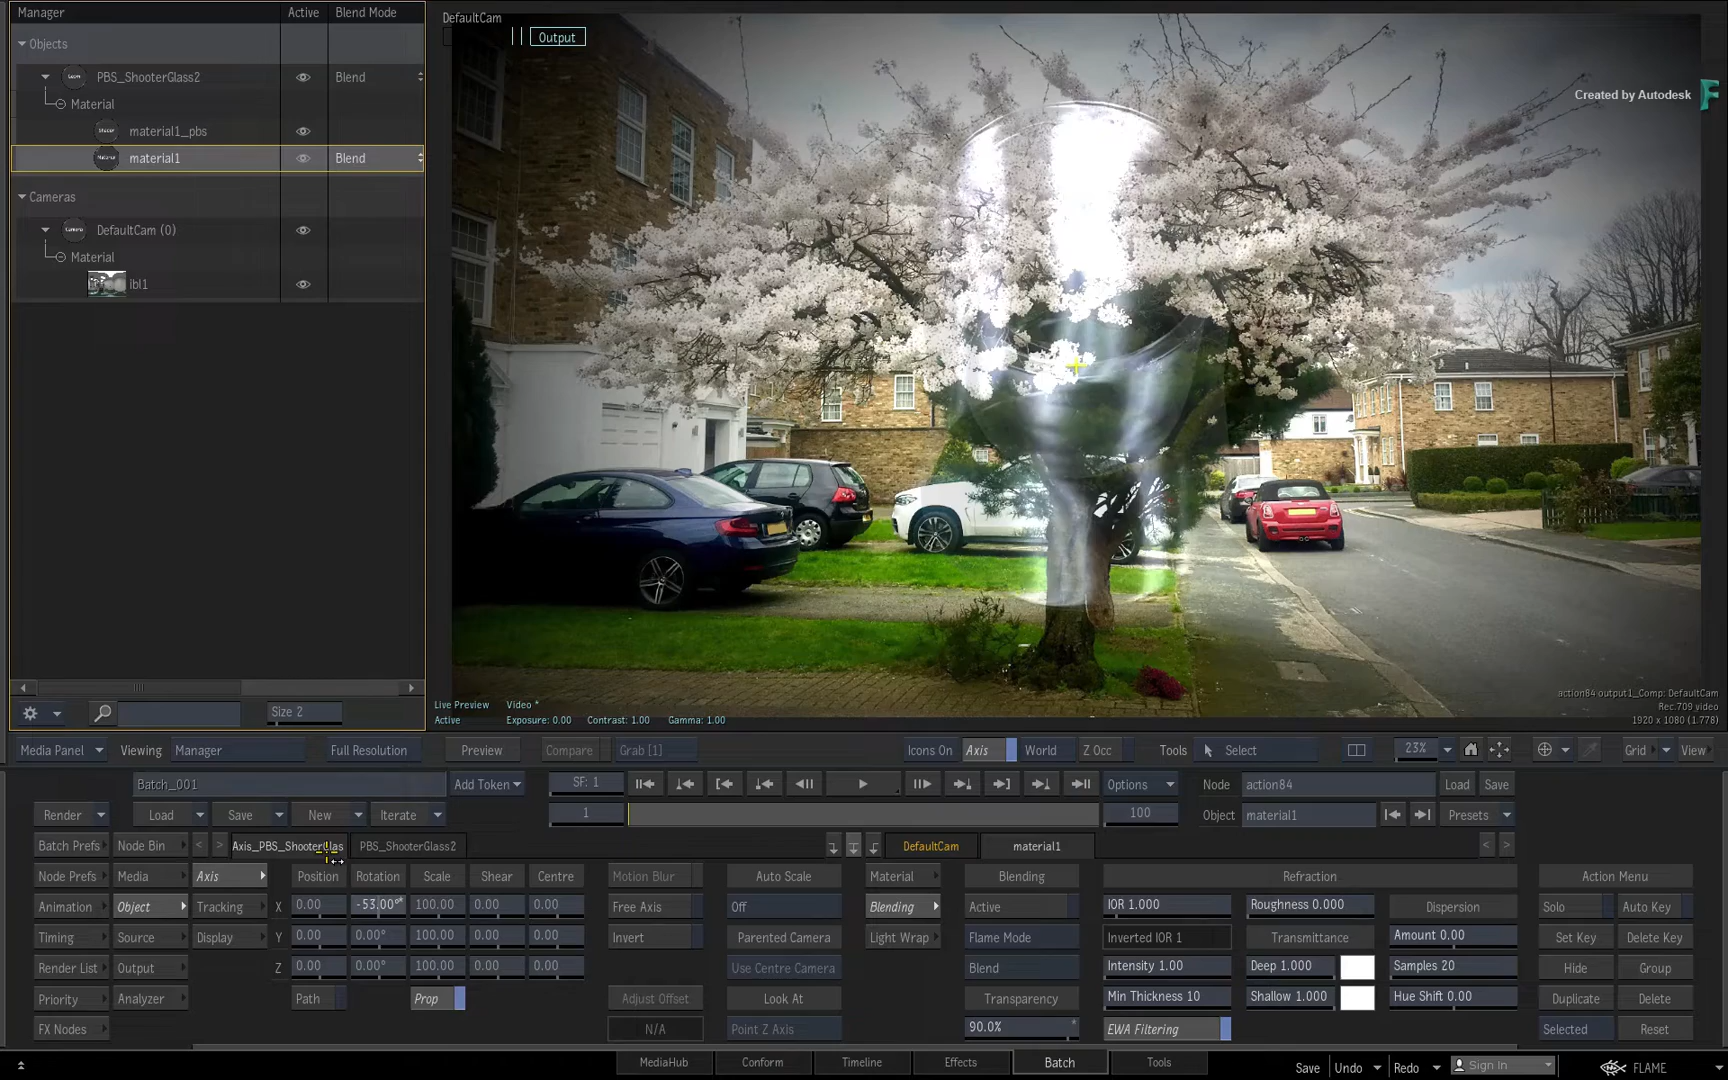 Manager Active Blend Mode
Objects
PBS_ShooterGlass2 Blend
Material
material1_pbs
material1 Blend
Cameras
DefaultCam (0)
Material
ibl1
Size 2
DefaultCam
Output
Created by Autodesk
Live Preview Video *
Active Exposure: 0.00 Contrast: 1.00 Gamma: 1.00
action84 output1_Comp: DefaultCam
Rec.709 video
1920 x 1080 (1.778)
Media Panel Viewing Manager Full Resolution Preview Compare Grab [1] Icons On Axis World Z Occ Tools Select 23% Grid View
Batch_001 Add Token SF: 1 Options Node action84 Load Save
Render Load Save New Iterate 1 100 Object material1 Presets
Batch Prefs Node Bin < > PBS_ShooterGlass2 DefaultCam material1 < >
Node Prefs Media Axis Position Rotation Scale Shear Centre Motion Blur Auto Scale Material Blending Refraction Action Menu
Animation Object Tracking X 0.00 -53.00°* 100.00 0.00 0.00 Free Axis Off Blending Active IOR 1.000 Roughness 0.000 Dispersion Solo Auto Key
Timing Source Display Y 0.00 0.00° 100.00 0.00 0.00 Invert Parented Camera Light Wrap Flame Mode Inverted IOR 1 Transmittance Amount 0.00 Set Key Delete Key
Render List Output Z 0.00 0.00° 100.00 0.00 0.00 Use Centre Camera Blend Intensity 1.00 Deep 1.000 Samples 20 Hide Group
Priority Analyzer Path Prop Adjust Offset Look At Transparency Min Thickness 10 Shallow 1.000 Hue Shift 0.00 Duplicate Delete
FX Nodes N/A Point Z Axis 90.0% * EWA Filtering Selected Reset
MediaHub Conform Timeline Effects Batch Tools Save Undo Redo Sign In FLAME